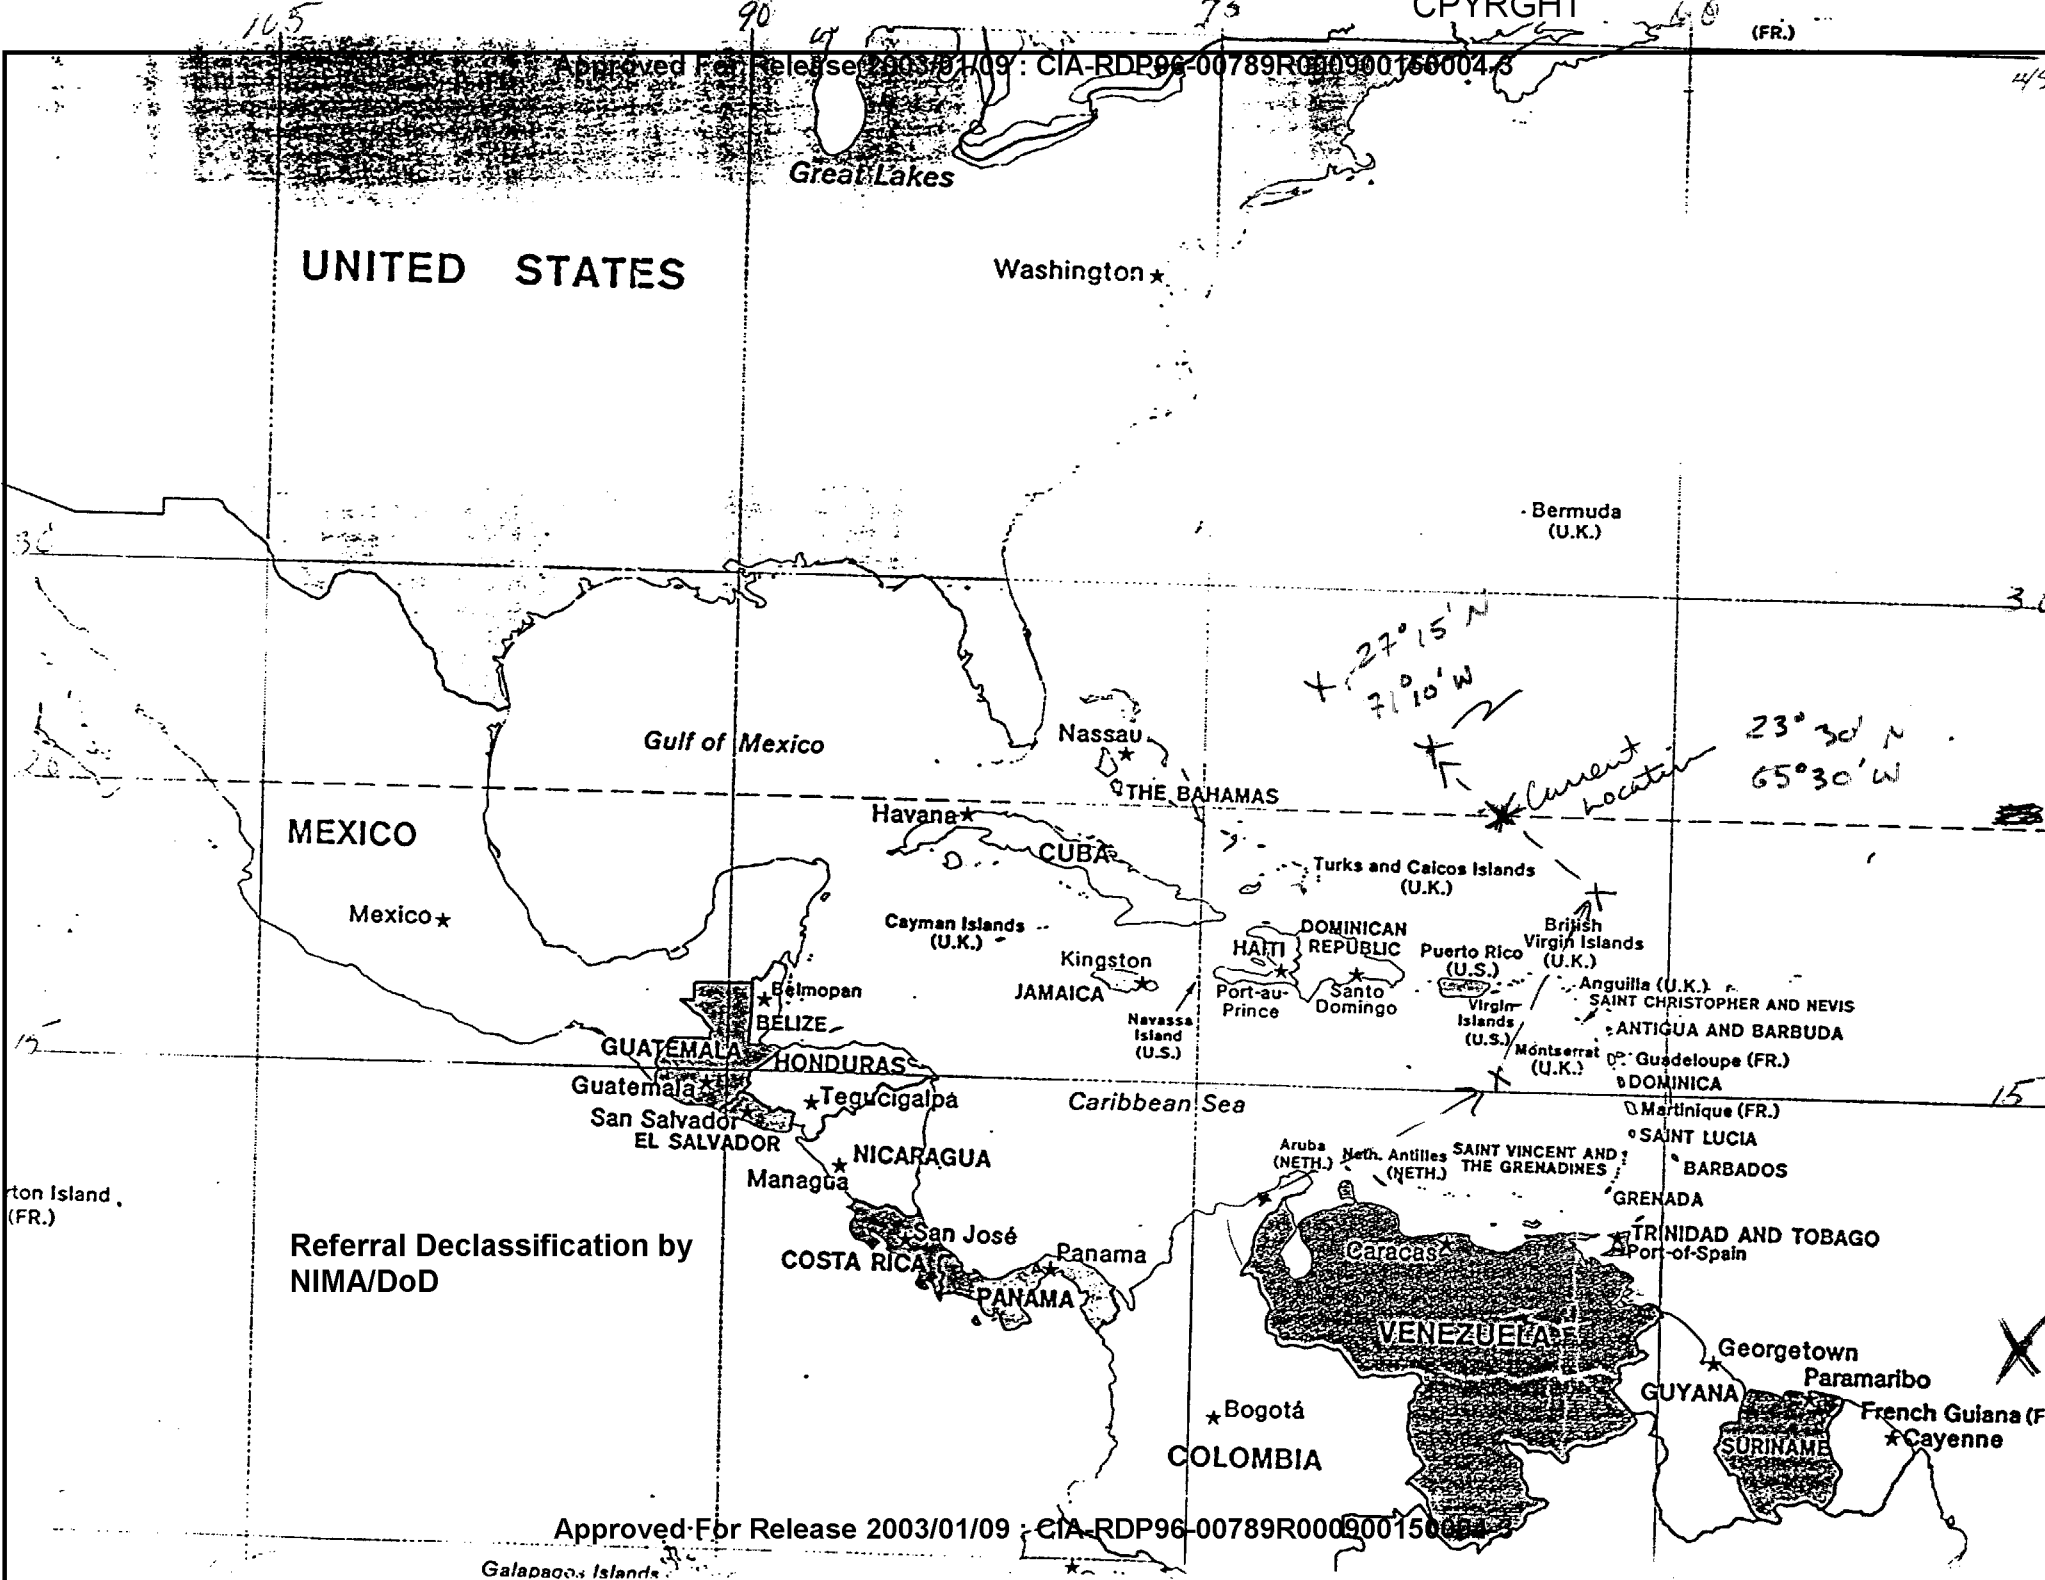 105
90
75
CPYRGHT
60
(FR.)
Approved For Release 2003/01/09 : CIA-RDP96-00789R000900150004-3
45
Great Lakes
UNITED STATES
Washington
Bermuda
(U.K.)
30
30
27° 15' N
71° 10' W
Nassau
Gulf of Mexico
23° 30' N
65° 30' W
Current
Location
20
THE BAHAMAS
Havana
MEXICO
CUBA
Turks and Caicos Islands
(U.K.)
Mexico
Cayman Islands
(U.K.)
DOMINICAN
REPUBLIC
HAITI
British
Virgin Islands
(U.K.)
Puerto Rico
(U.S.)
Kingston
JAMAICA
Port-au-
Prince
Santo
Domingo
Anguilla (U.K.)
SAINT CHRISTOPHER AND NEVIS
Virgin
Islands
(U.S.)
Belmopan
BELIZE
Navassa
Island
(U.S.)
ANTIGUA AND BARBUDA
15
GUATEMALA
HONDURAS
Montserrat
(U.K.)
Guadeloupe (FR.)
Guatemala
DOMINICA
Tegucigalpa
Caribbean Sea
15
San Salvador
Martinique (FR.)
EL SALVADOR
SAINT LUCIA
NICARAGUA
Aruba
(NETH.)
Neth. Antilles
(NETH.)
SAINT VINCENT AND
THE GRENADINES
BARBADOS
Managua
GRENADA
ton Island
(FR.)
San José
TRINIDAD AND TOBAGO
Port-of-Spain
Referral Declassification by
NIMA/DoD
COSTA RICA
Panama
Caracas
PANAMA
VENEZUELA
Georgetown
Paramaribo
GUYANA
Bogotá
French Guiana (F
SURINAME
Cayenne
COLOMBIA
Approved For Release 2003/01/09 : CIA-RDP96-00789R000900150004-3
Galapagos Islands